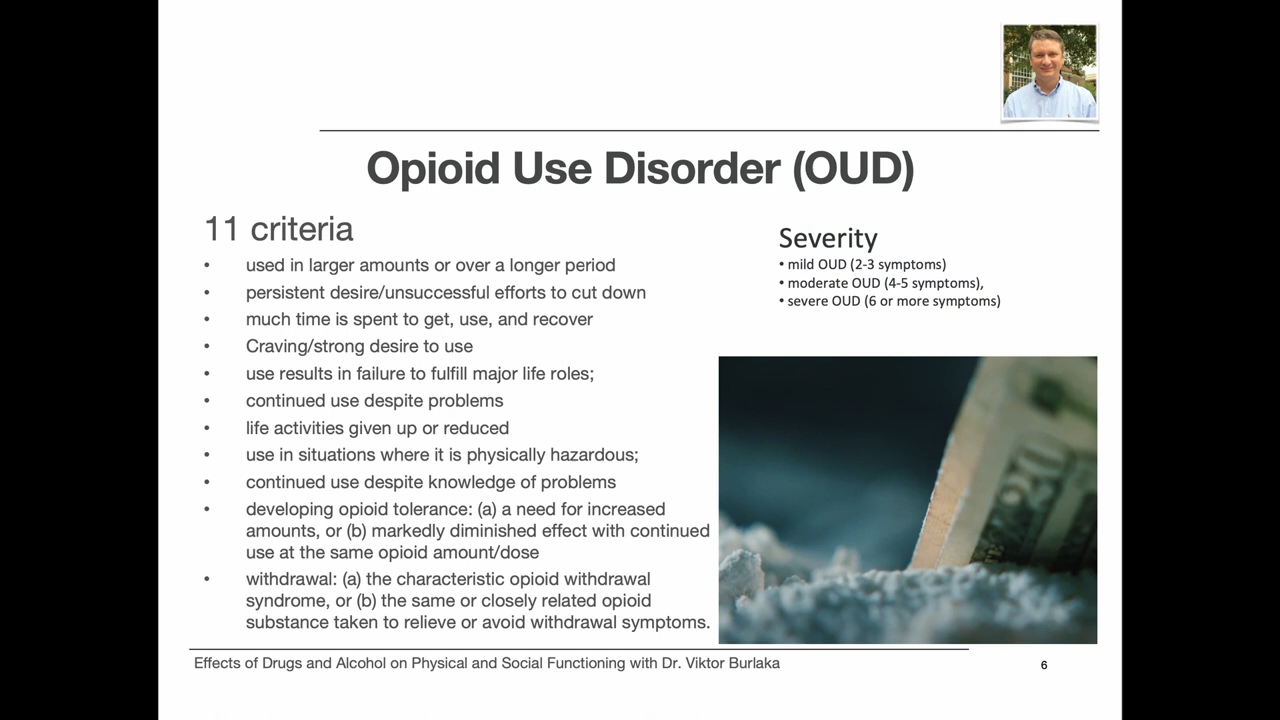 Opioid Use Disorder (OUD)
11 criteria
• used in larger amounts or over a longer period
• persistent desire/unsuccessful efforts to cut down
• much time is spent to get, use, and recover
• Craving/strong desire to use
• use results in failure to fulfill major life roles;
• continued use despite problems
• life activities given up or reduced
• use in situations where it is physically hazardous;
• continued use despite knowledge of problems
• developing opioid tolerance: (a) a need for increased
amounts, or (b) markedly diminished effect with continued
use at the same opioid amount/dose
• withdrawal: (a) the characteristic opioid withdrawal
syndrome, or (b) the same or closely related opioid
substance taken to relieve or avoid withdrawal symptoms.
Severity
• mild OUD (2-3 symptoms)
• moderate OUD (4-5 symptoms),
• severe OUD (6 or more symptoms)
20
Effects of Drugs and Alcohol on Physical and Social Functioning with Dr. Viktor Burlaka
6